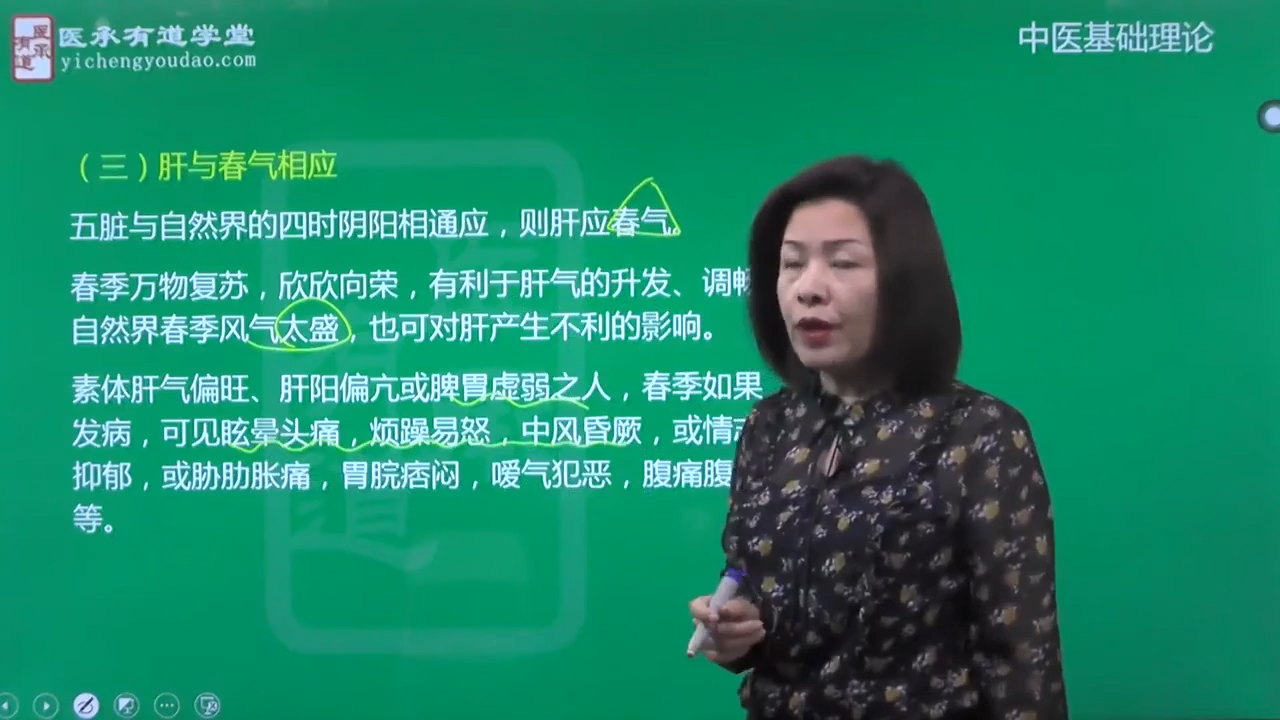 医承有道
医承有道学堂
yichengyoudao.com
中医基础理论
（三）肝与春气相应
五脏与自然界的四时阴阳相通应，则肝应春气。
春季万物复苏，欣欣向荣，有利于肝气的升发、调畅
自然界春季风气太盛，也可对肝产生不利的影响。
素体肝气偏旺、肝阳偏亢或脾胃虚弱之人，春季如果
发病，可见眩晕头痛，烦躁易怒，中风昏厥，或情志
抑郁，或胁肋胀痛，胃脘痞闷，嗳气犯恶，腹痛腹
等。